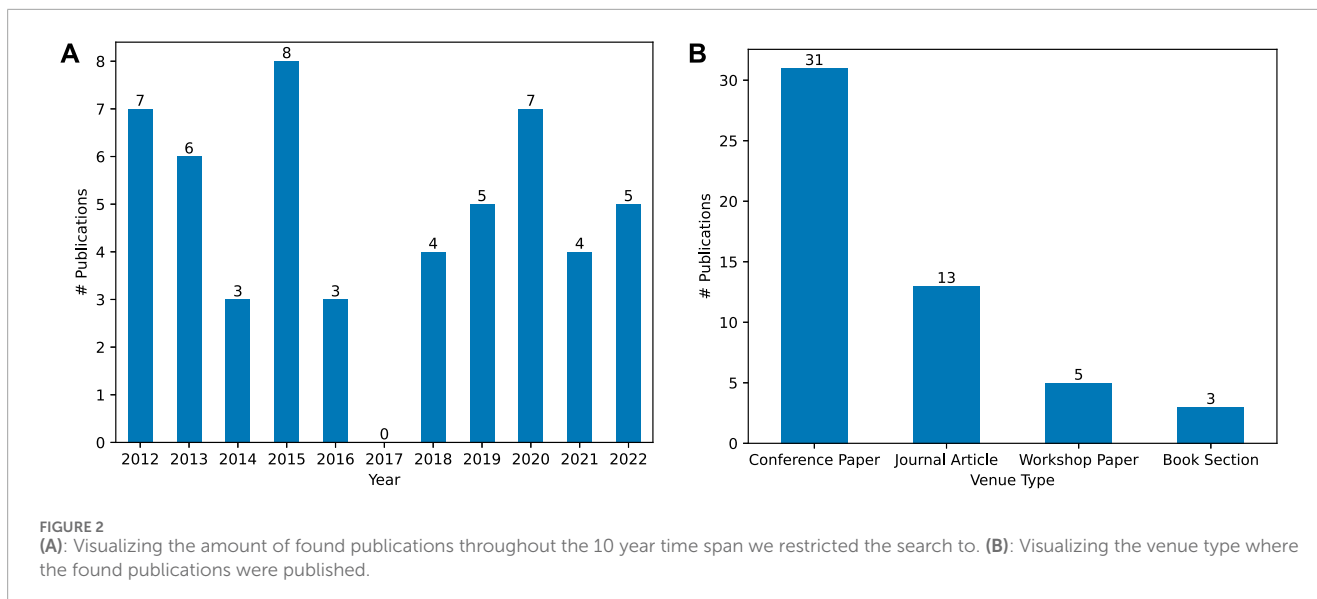 A
# Publications
8
7
6
5
4
3
2
1
0
7
6
3
8
3
0
4
5
7
4
5
2012 2013 2014 2015 2016 2017 2018 2019 2020 2021 2022
Year
B
# Publications
30
25
20
15
10
5
0
31
13
5
3
Conference Paper Journal Article Workshop Paper Book Section
Venue Type
FIGURE 2
(A): Visualizing the amount of found publications throughout the 10 year time span we restricted the search to. (B): Visualizing the venue type where
the found publications were published.